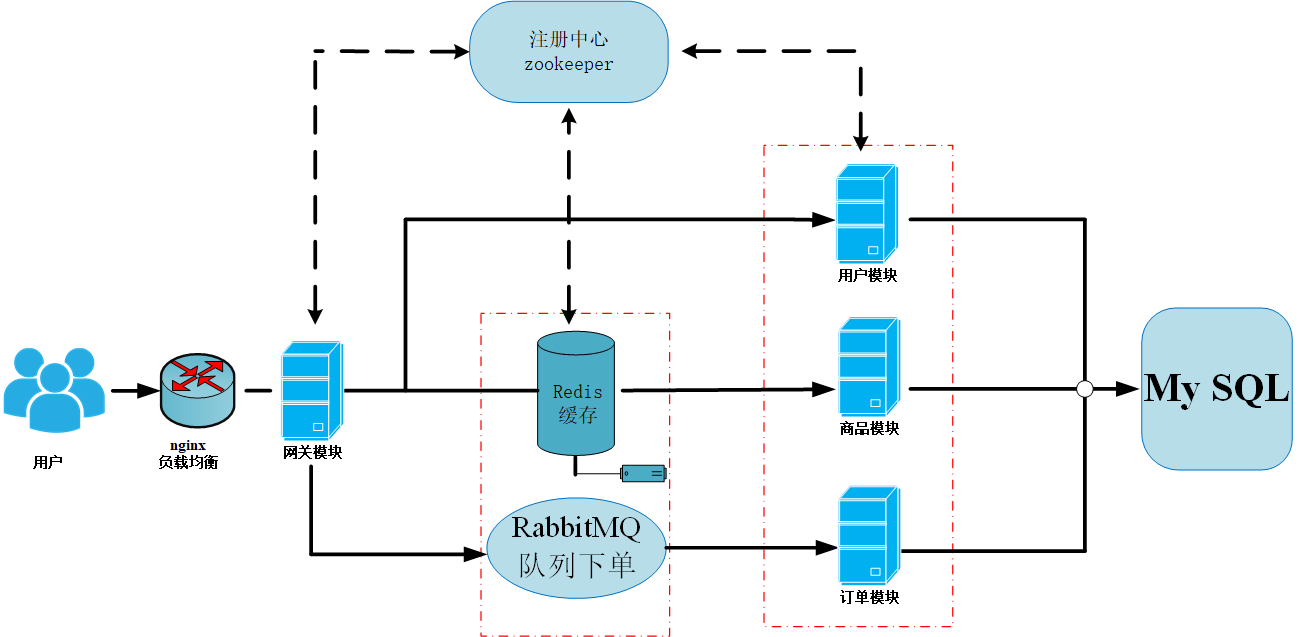 注册中心
zookeeper
用户模块
Redis
缓存
My SQL
商品模块
nginx
负载均衡
网关模块
用户
RabbitMQ
队列下单
订单模块